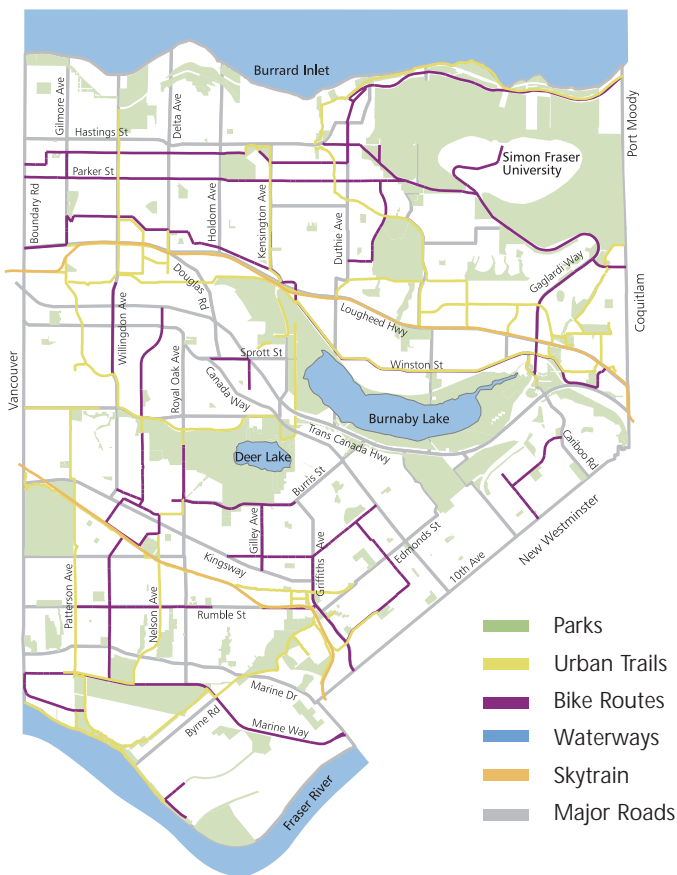 Burrard Inlet
Gilmore Ave
Delta Ave
Hastings St
Port Moody
Simon Fraser
University
Parker St
Boundary Rd
Holdom Ave
Kensington Ave
Duthie Ave
Gaglardi Way
Douglas Rd
Lougheed Hwy
Coquitlam
Willingdon Ave
Royal Oak Ave
Sprott St
Winston St
Vancouver
Canada Way
Burnaby Lake
Trans Canada Hwy
Deer Lake
Cariboo Rd
Burris St
Gilley Ave
Edmonds St
New Westminster
Kingsway
Griffiths Ave
10th Ave
Patterson Ave
Nelson Ave
Rumble St
Marine Dr
Byrne Rd
Marine Way
Fraser River
Parks
Urban Trails
Bike Routes
Waterways
Skytrain
Major Roads